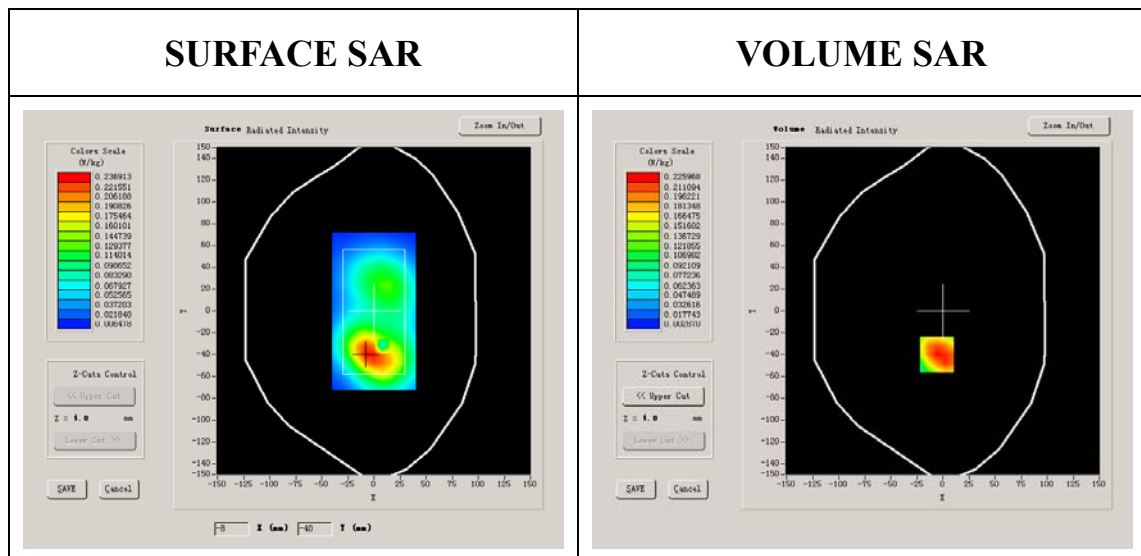 SURFACE SAR
VOLUME SAR
Surface Radiated Intensity
Zoom In/Out
Colors Scale
(W/kg)
0.236913
0.221551
0.206188
0.190826
0.175464
0.160101
0.144739
0.129377
0.114014
0.098652
0.083290
0.067927
0.052565
0.037203
0.021840
0.006478
150
140
120
100
80
60
40
20
0
-20
-40
-60
-80
-100
-120
-140
-150
Y
-150 -125 -100 -75 -50 -25 0 25 50 75 100 125 150
X
Z-Cuts Control
<< Upper Cut
Z = 4.0 mm
Lower Cut >>
SAVE
Cancel
-8 X (mm) -40 Y (mm)
Volume Radiated Intensity
Zoom In/Out
Colors Scale
(W/kg)
0.225968
0.211094
0.196221
0.181348
0.166475
0.151602
0.136729
0.121855
0.106982
0.092109
0.077236
0.062363
0.047489
0.032616
0.017743
150
140
120
100
80
60
40
20
0
-20
-40
-60
-80
-100
-120
-140
-150
Y
-150 -125 -100 -75 -50 -25 0 25 50 75 100 125 150
X
Z-Cuts Control
<< Upper Cut
Z = 4.0 mm
Lower Cut >>
SAVE
Cancel